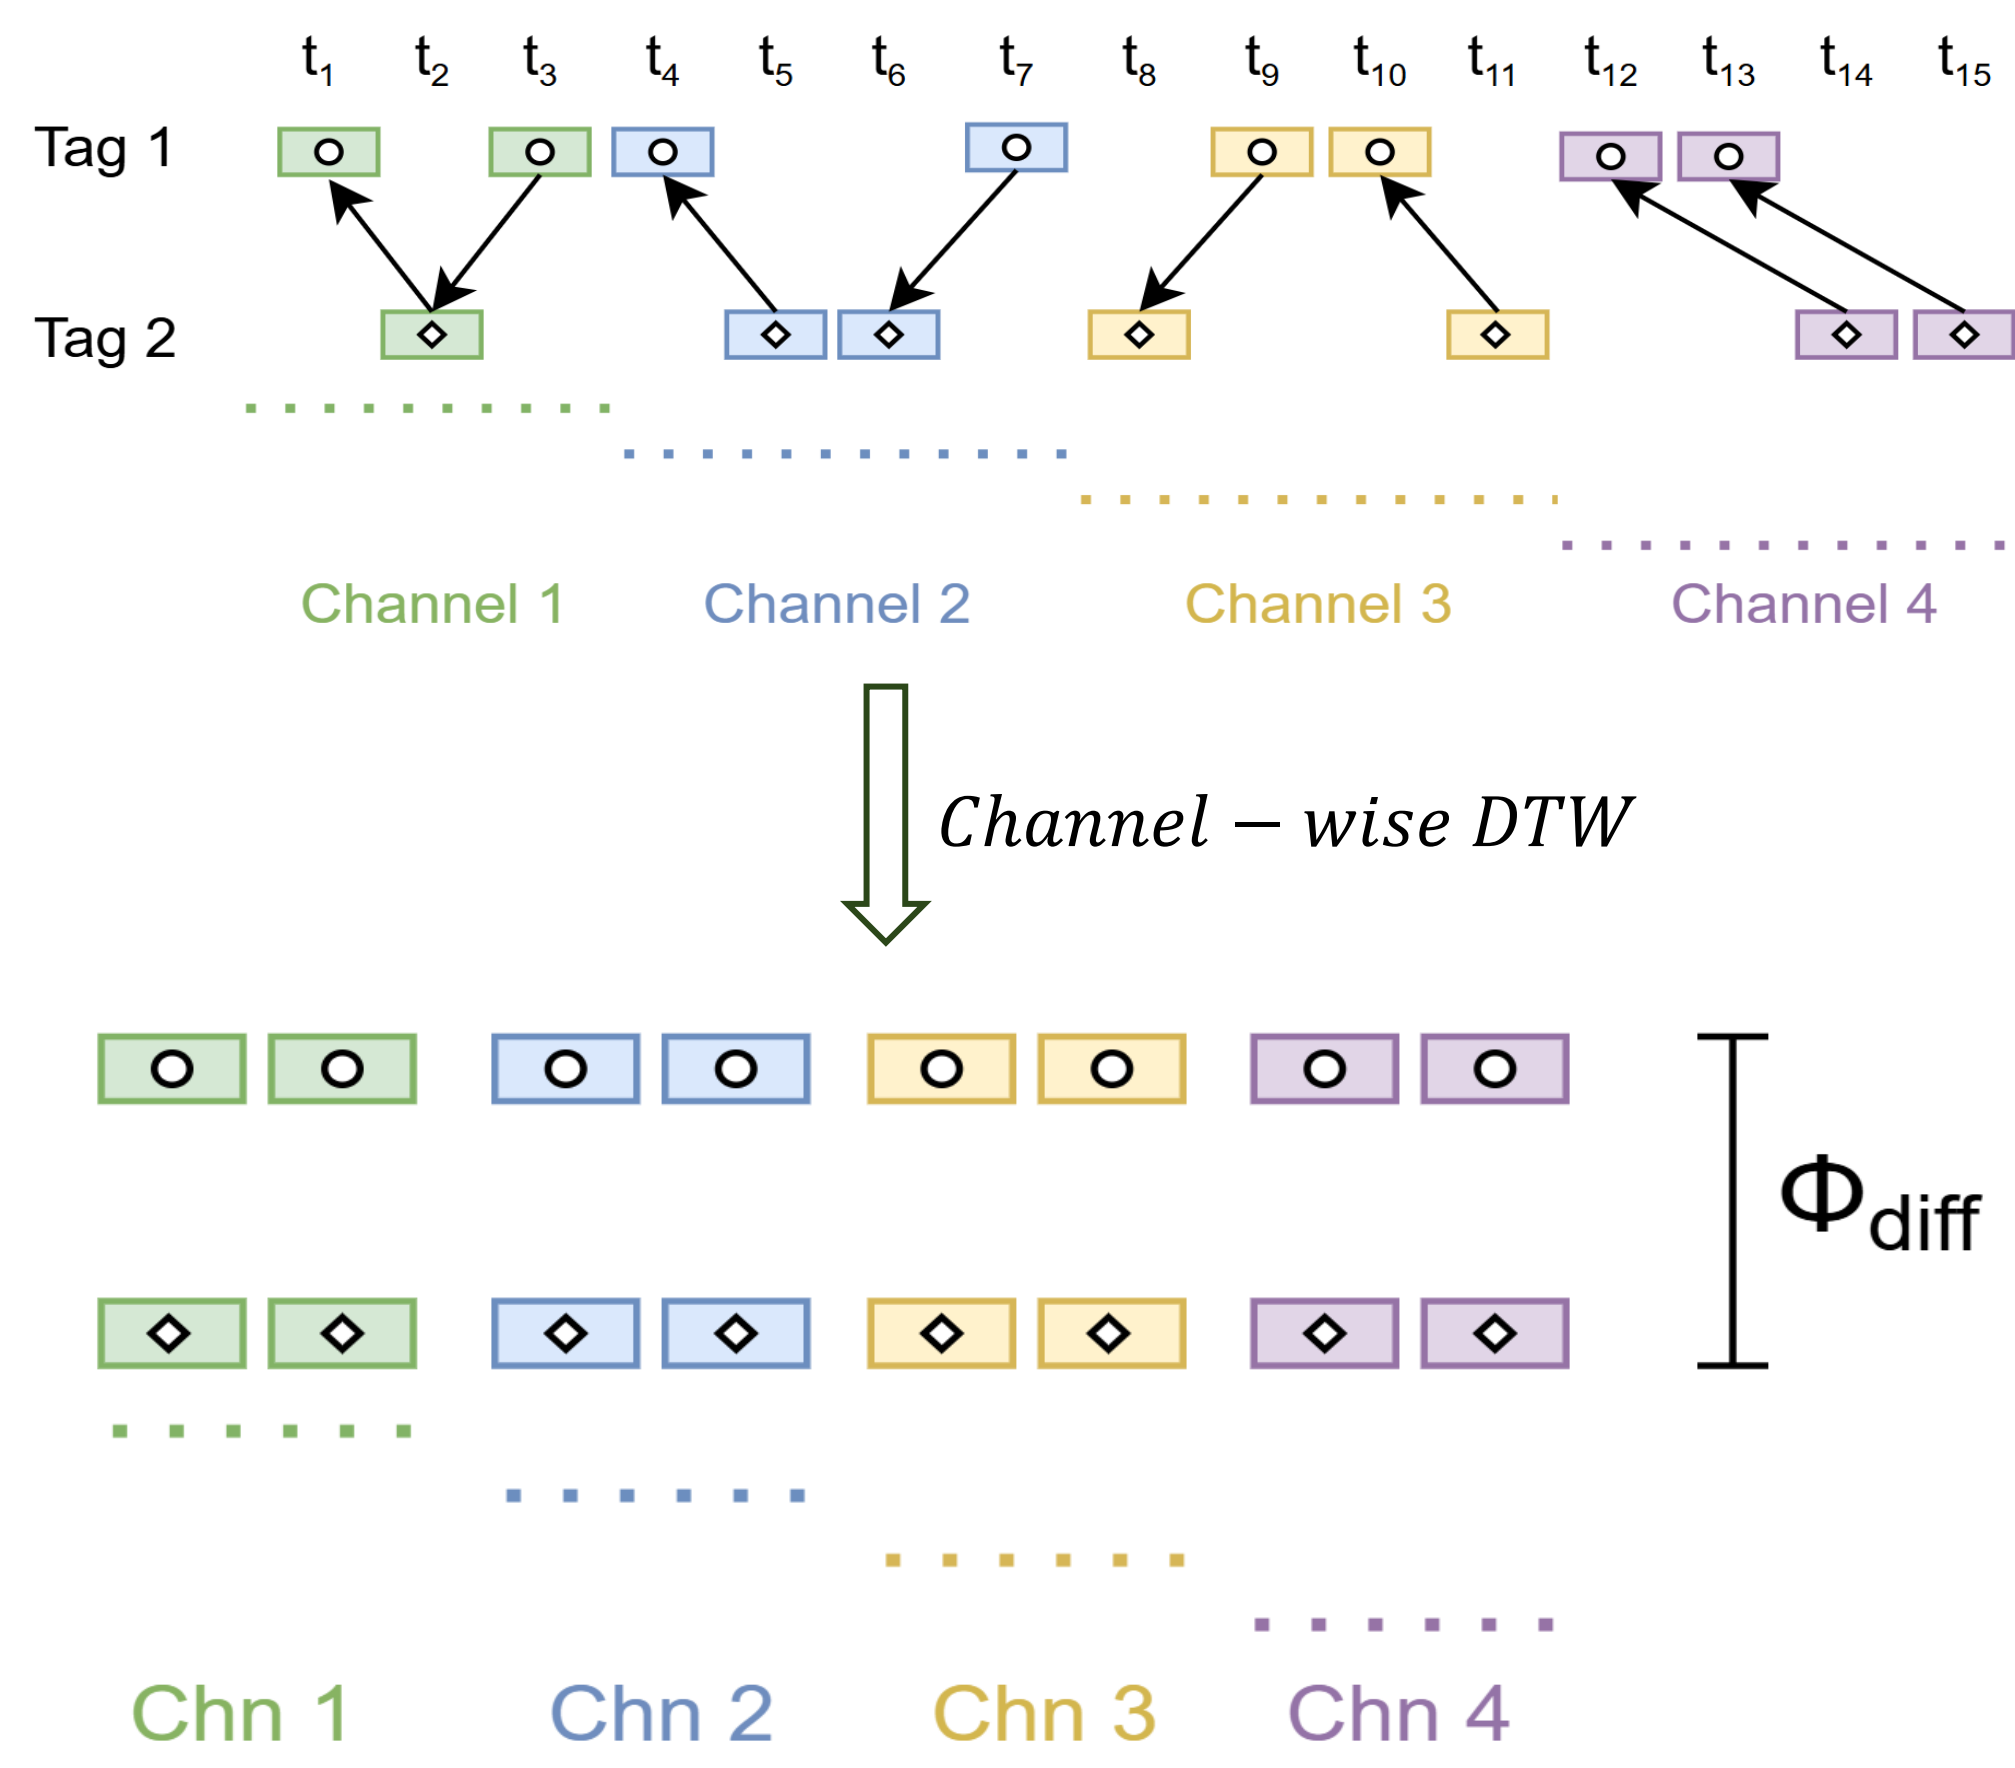 t1 t2 t3 t4 t5 t6 t7 t8 t9 t10 t11 t12 t13 t14 t15
Tag 1
Tag 2
Channel 1 Channel 2 Channel 3 Channel 4
Channel − wise DTW
Φdiff
Chn 1 Chn 2 Chn 3 Chn 4